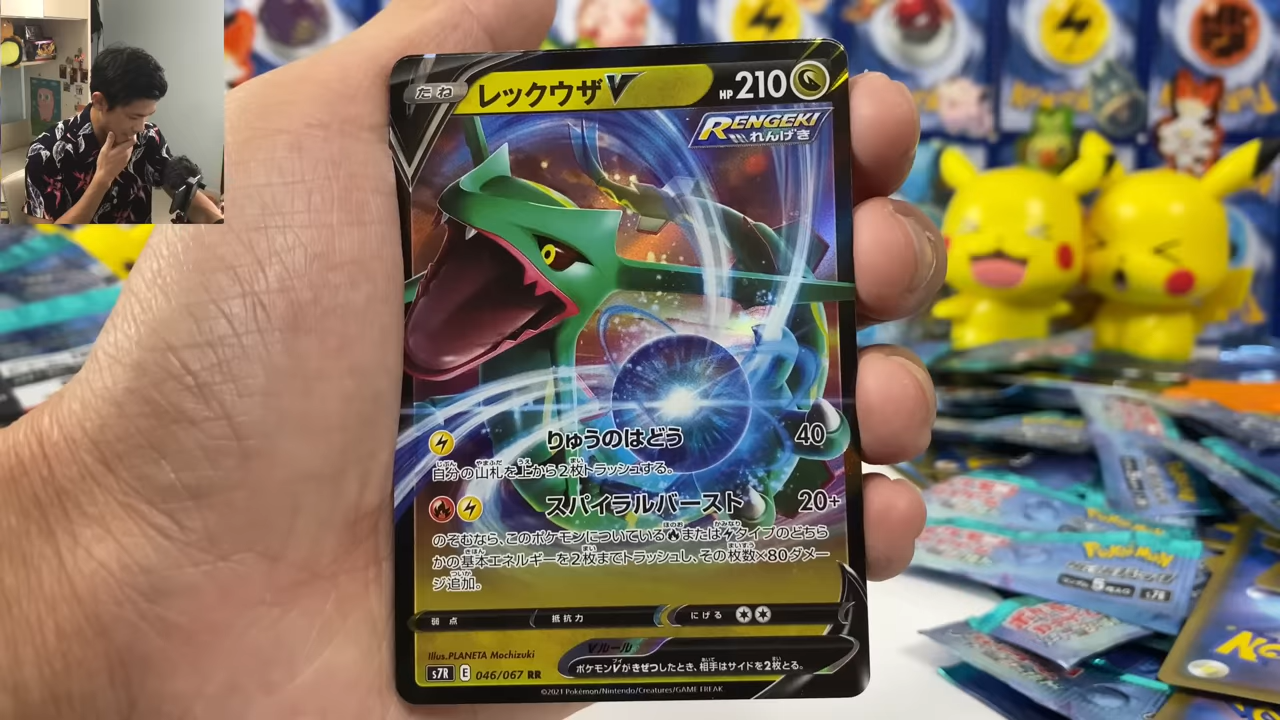 たね レックウザV HP 210
RENGEKI
れんげき
りゅうのはどう 40
自分の山札を上から2枚トラッシュする。
スパイラルバースト 20+
のぞむなら、このポケモンについている またはタイプのどちら
かの基本エネルギーを2枚までトラッシュし、その枚数×80ダメー
ジ追加。
弱点 抵抗力 にげる
Illus.PLANETA Mochizuki
Vルール
ポケモンVがきぜつしたとき、相手はサイドを2枚とる。
s7R E 046/067 RR
©2021 Pokémon/Nintendo/Creatures/GAME FREAK
PokéMon
PokéMon
5
s7R